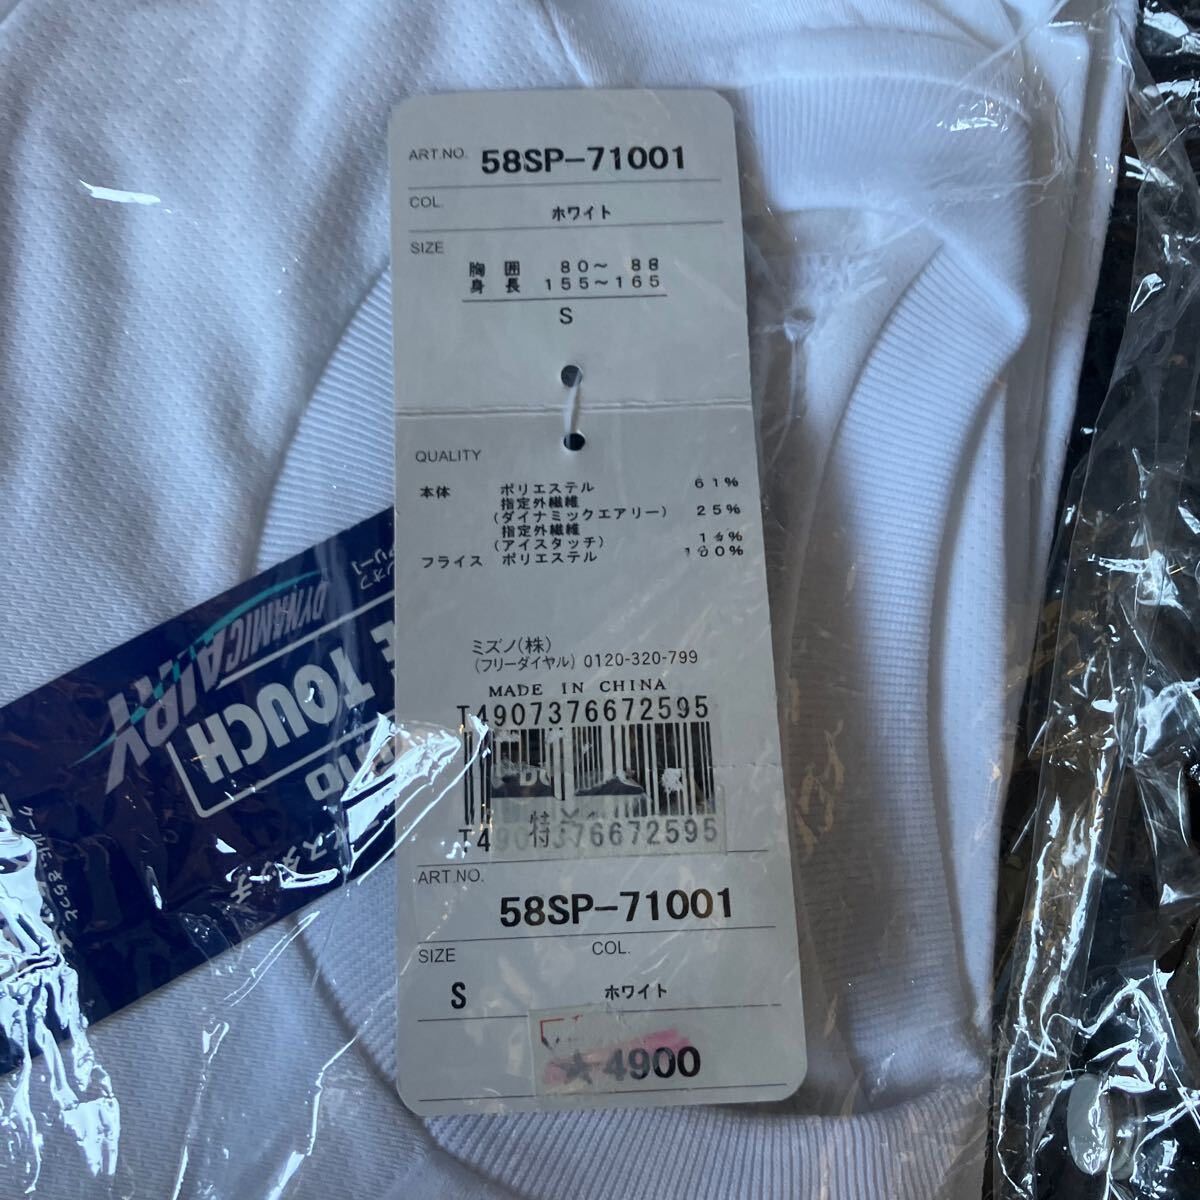 ART.NO. 58SP-71001
COL.
ホワイト
SIZE
胸 囲 80～ 88
身 長 155～165
S
QUALITY
本体 ポリエステル 61%
指定外繊維
(ダイナミックエアリー) 25%
指定外繊維
(アイスタッチ) 14%
フライス ポリエステル 100%
ミズノ(株)
(フリーダイヤル) 0120-320-799
MADE IN CHINA
T4907376672595
T4907376672595
ART.NO.
58SP-71001
SIZE COL.
S ホワイト
★4900
DYNAMIC AIRY
TOUCH